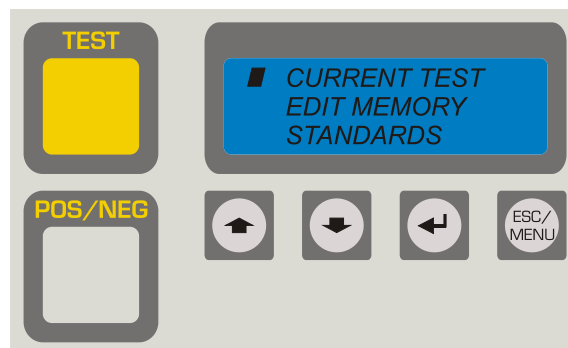 TEST
CURRENT TEST
EDIT MEMORY
STANDARDS
POS/NEG
ESC/
MENU